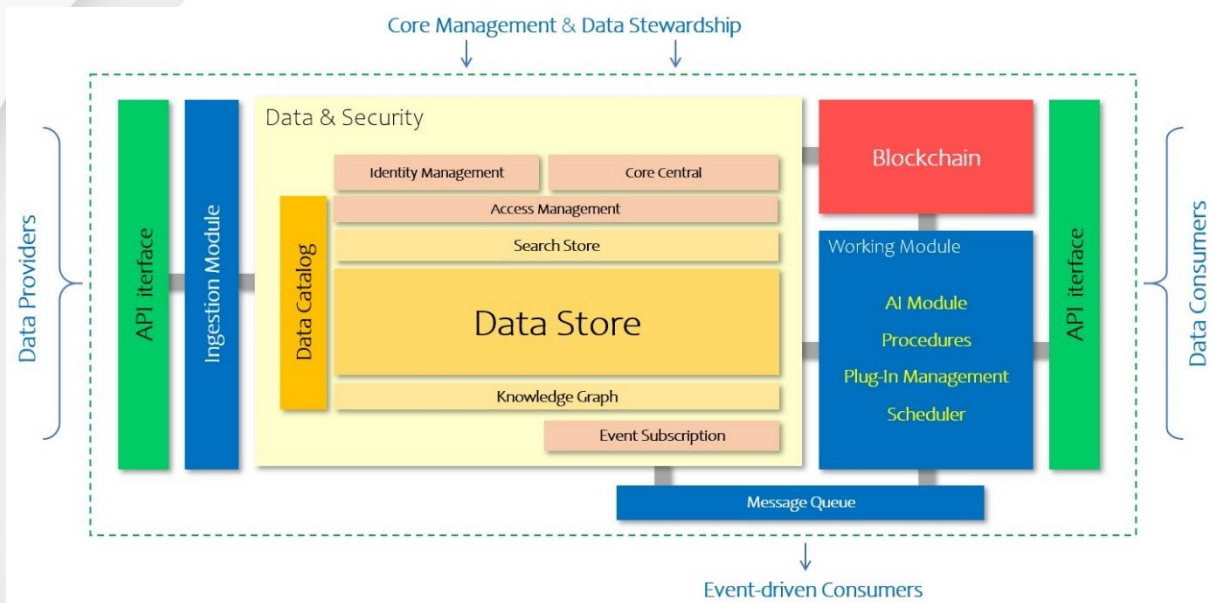 Core Management & Data Stewardship
Data Providers
API iterface
Ingestion Module
Data & Security
Identity Management
Core Central
Access Management
Search Store
Data Catalog
Data Store
Knowledge Graph
Event Subscription
Blockchain
Working Module
AI Module
Procedures
Plug-In Management
Scheduler
API iterface
Data Consumers
Message Queue
Event-driven Consumers